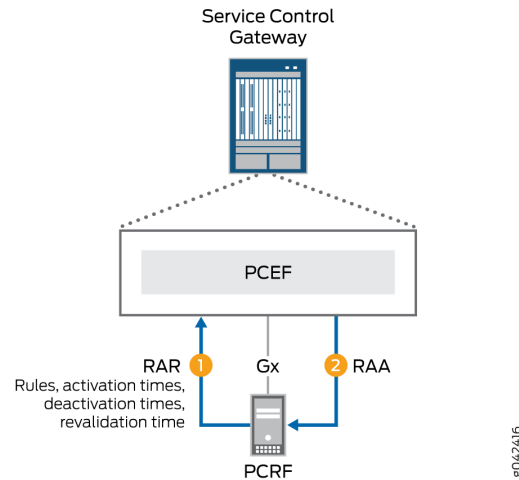 Service Control
Gateway
PCEF
RAR 1 Gx 2 RAA
Rules, activation times,
deactivation times,
revalidation time
PCRF
g042416